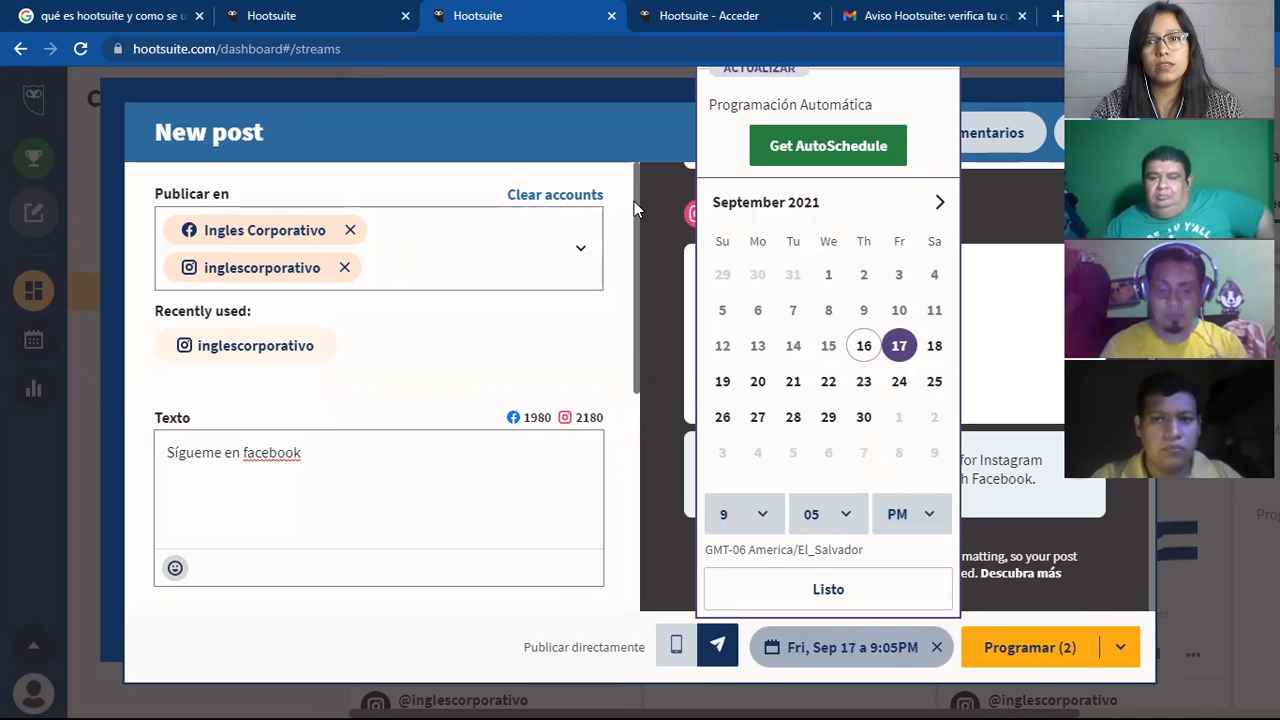 qué es hootsuite y como se u
Hootsuite
Hootsuite
Hootsuite - Acceder
Aviso Hootsuite: verifica tu c
hootsuite.com/dashboard#/streams
New post
mentarios
Publicar en
Clear accounts
Ingles Corporativo
inglescorporativo
Recently used:
inglescorporativo
Texto
1980
2180
Sígueme en facebook
ACTUALIZAR
Programación Automática
Get AutoSchedule
September 2021
Su Mo Tu We Th Fr Sa
29 30 31 1 2 3 4
5 6 7 8 9 10 11
12 13 14 15 16 17 18
19 20 21 22 23 24 25
26 27 28 29 30 1 2
3 4 5 6 7 8 9
9 05 PM
GMT-06 America/El_Salvador
Listo
for Instagram
h Facebook.
matting, so your post
ed. Descubra más
Publicar directamente
Fri, Sep 17 a 9:05PM
Programar (2)
@inglescorporativo
@inglescorporativo